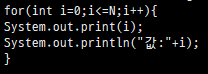 for(int i=0;i<=N;i++){
System.out.print(i);
System.out.println("값:"+i);
}